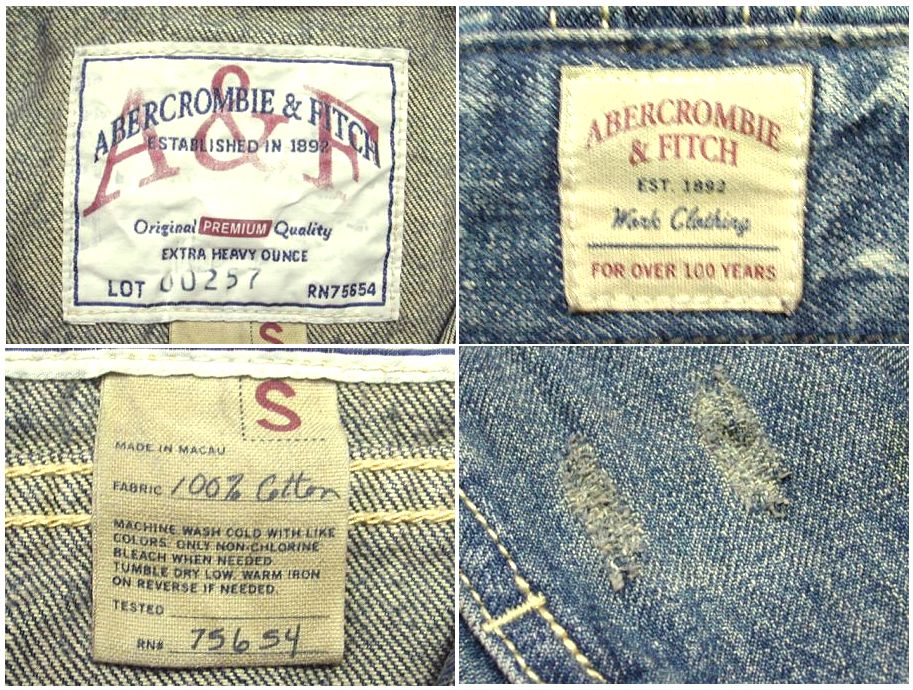 A&F
ABERCROMBIE & FITCH
ESTABLISHED IN 1892
Original PREMIUM Quality
EXTRA HEAVY OUNCE
LOT 00257 RN75654
S
ABERCROMBIE
& FITCH
EST. 1892
Work Clothing
FOR OVER 100 YEARS
S
MADE IN MACAU
FABRIC 100% Cotton
MACHINE WASH COLD WITH LIKE
COLORS. ONLY NON-CHLORINE
BLEACH WHEN NEEDED.
TUMBLE DRY LOW. WARM IRON
ON REVERSE IF NEEDED.
TESTED
RN# 75654